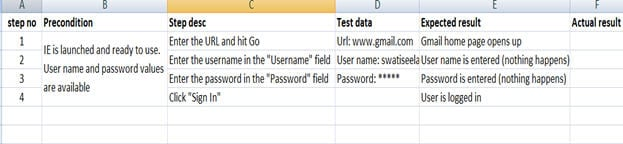 A B C D E F
step no Precondition Step desc Test data Expected result Actual result
1 Enter the URL and hit Go Url: www.gmail.com Gmail home page opens up
IE is launched and ready to use.
2 Enter the username in the "Username" field User name: swatiseela User name is entered (nothing happens)
User name and password values
3 Enter the password in the "Password" field Password: ***** Password is entered (nothing happens)
are available
4 Click "Sign In" User is logged in